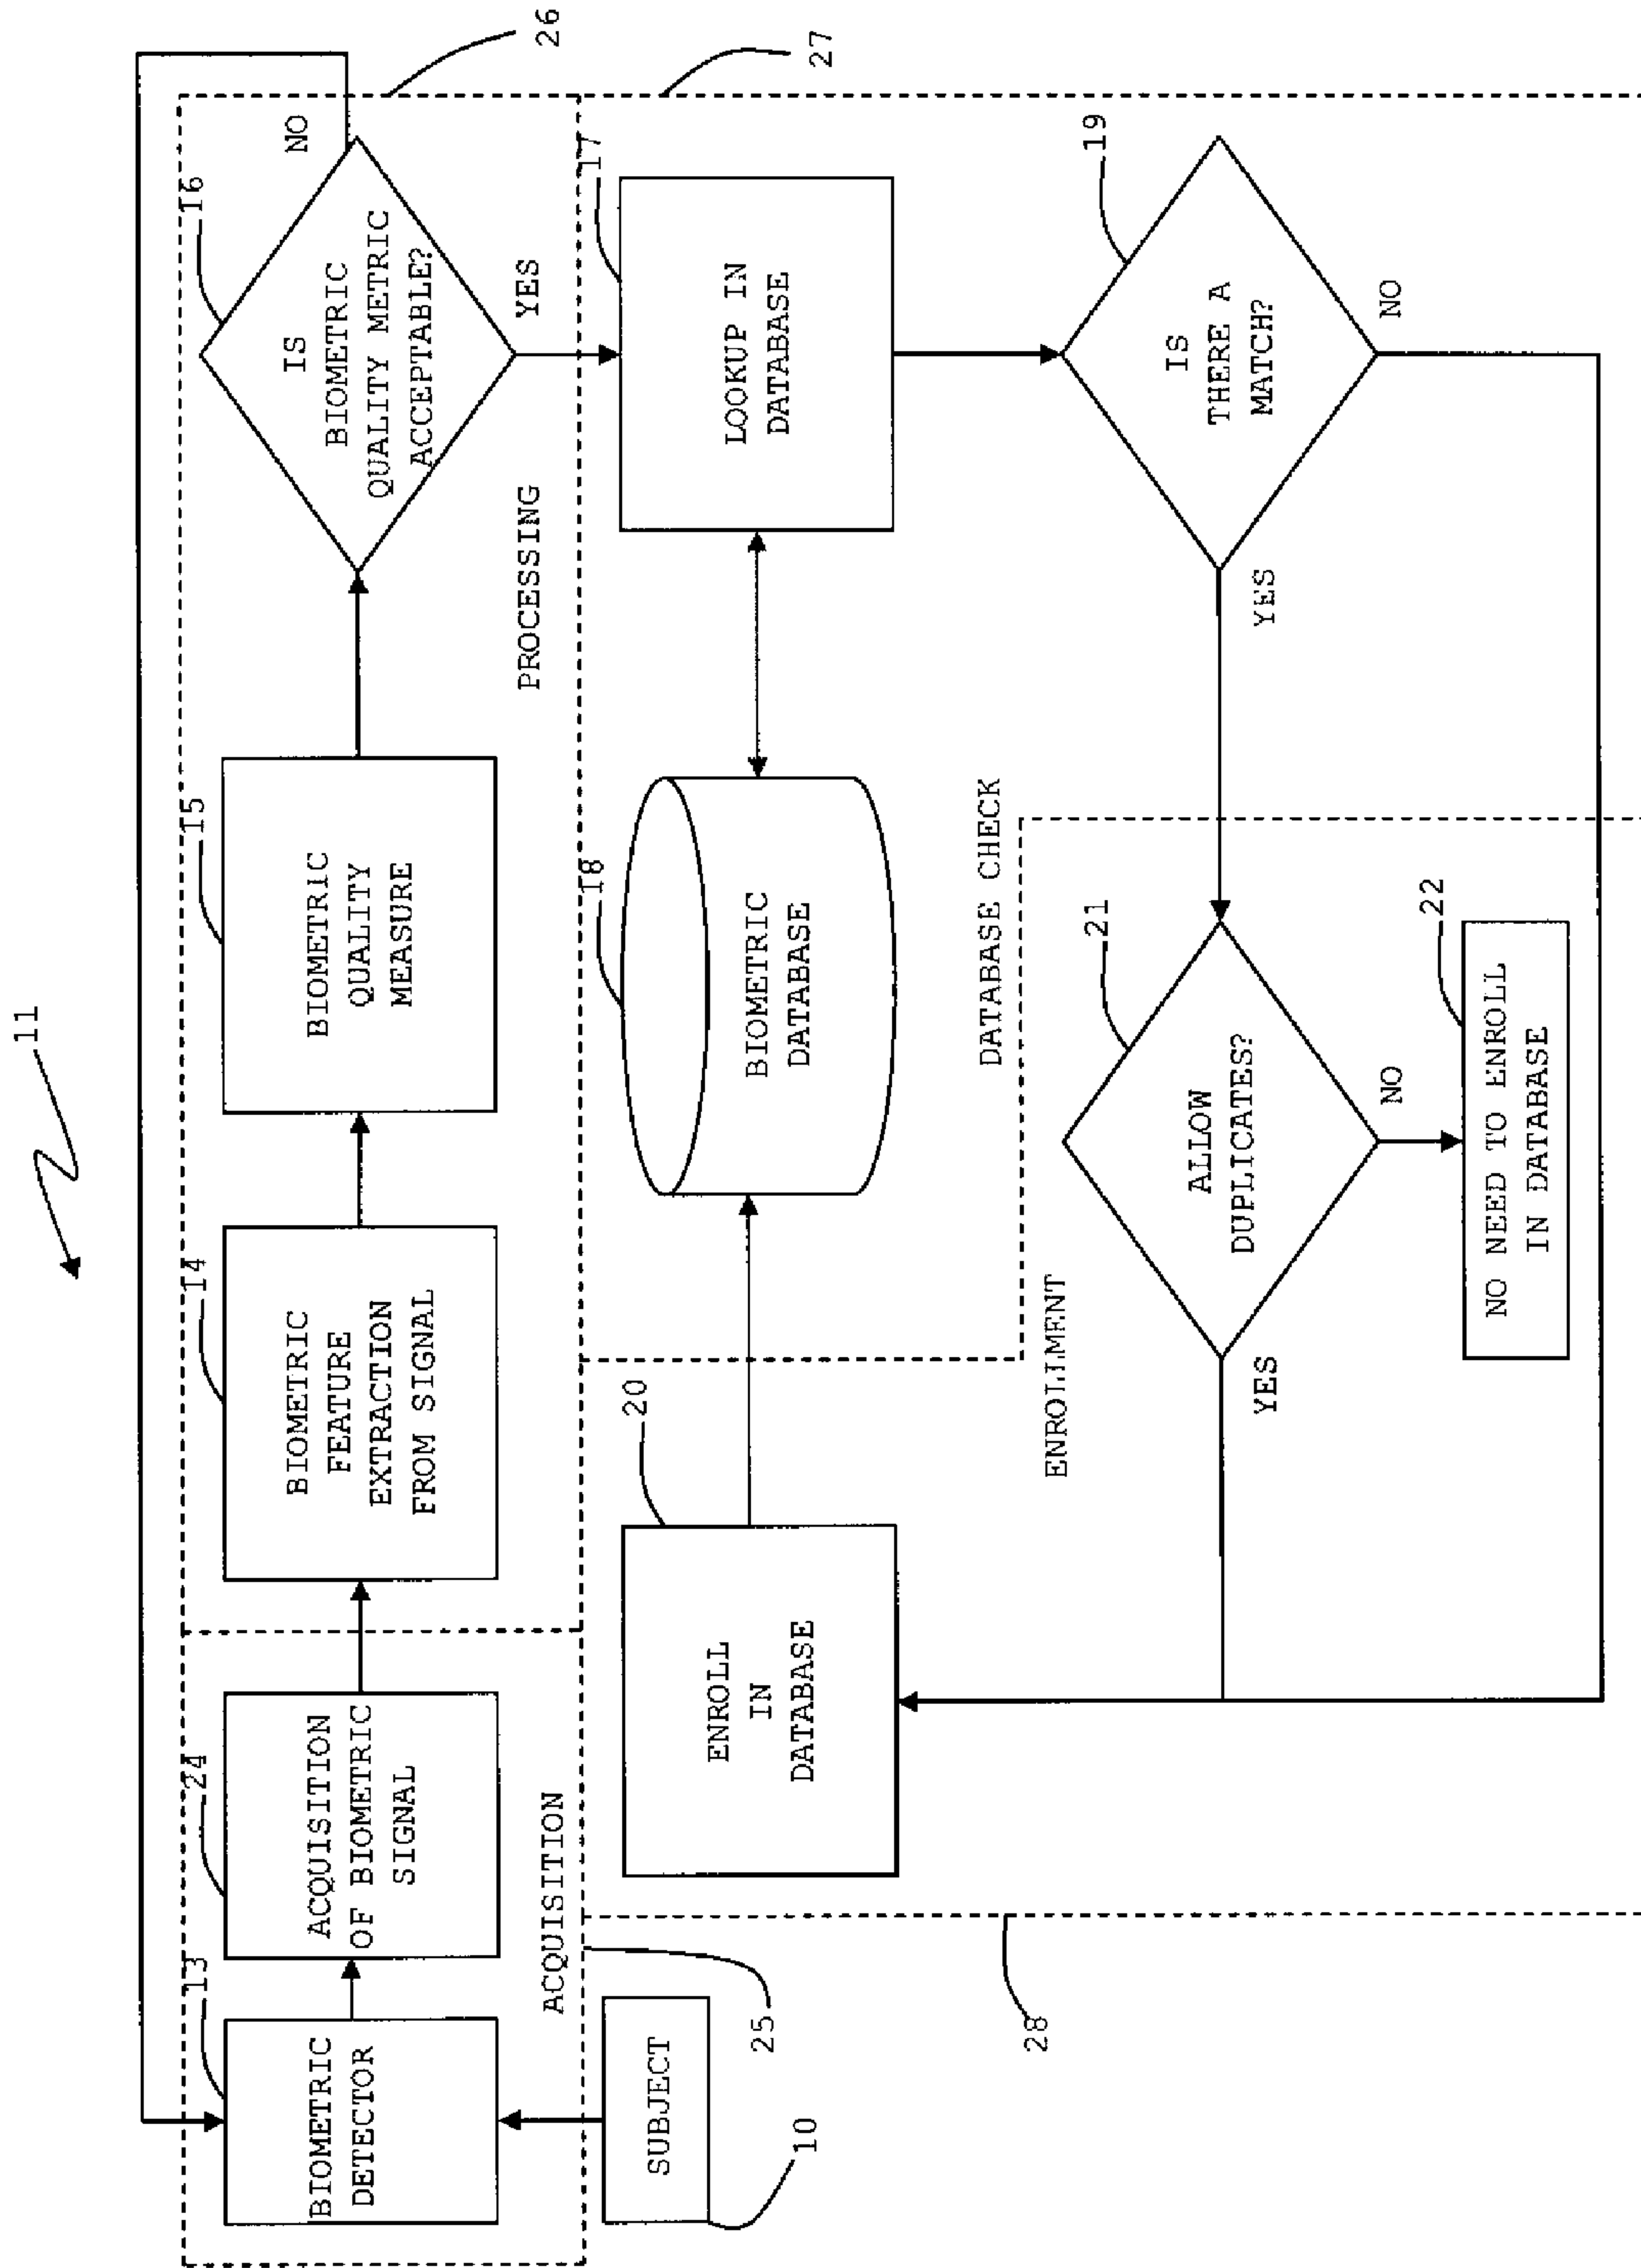 11
26
16
NO
IS
BIOMETRIC
QUALITY METRIC
ACCEPTABLE?
YES
15
BIOMETRIC
QUALITY
MEASURE
14
BIOMETRIC
FEATURE
EXTRACTION
FROM SIGNAL
24
ACQUISITION
OF BIOMETRIC
SIGNAL
13
BIOMETRIC
DETECTOR
PROCESSING
ACQUISITION
27
17
LOOKUP IN
DATABASE
18
BIOMETRIC
DATABASE
20
ENROLL
IN
DATABASE
25
SUBJECT
10
DATABASE CHECK
ENROLLMENT
28
19
IS
THERE A
MATCH?
YES
NO
21
ALLOW
DUPLICATES?
YES
NO
22
NO NEED TO ENROLL
IN DATABASE